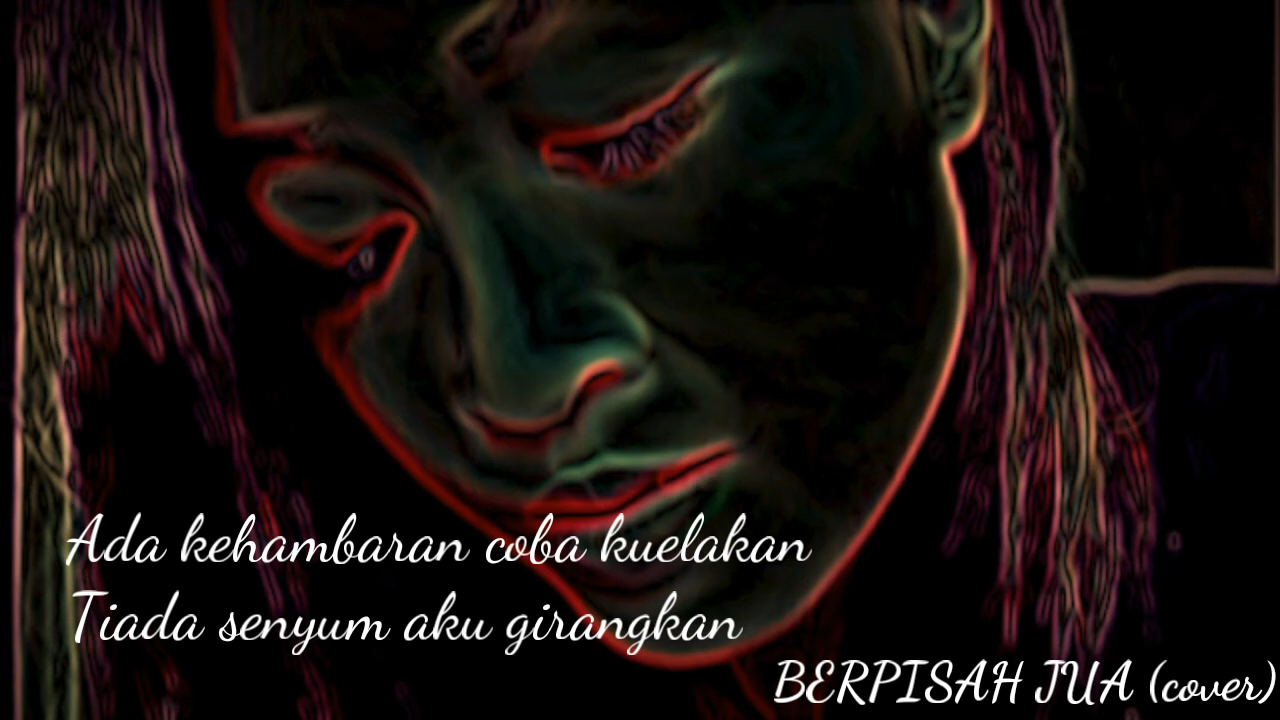 Ada kehambaran coba kuelakan
Tiada senyum aku girangkan
BERPISAH JUA (cover)